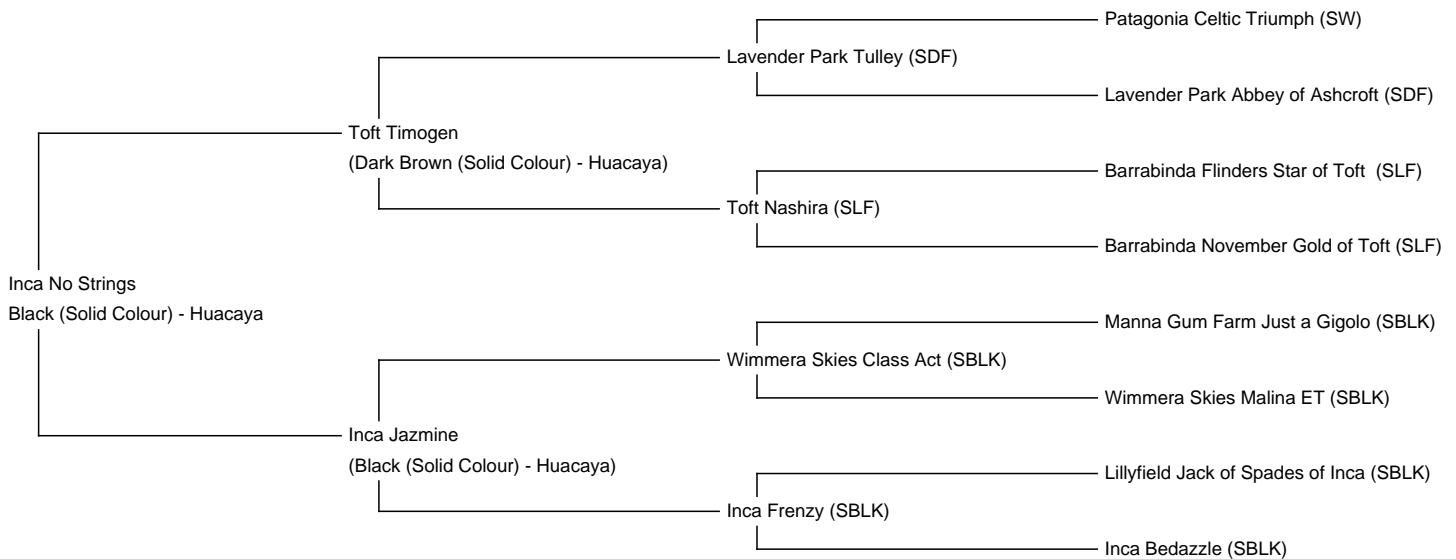 Patagonia Celtic Triumph (SW)
Lavender Park Tulley (SDF)
Lavender Park Abbey of Ashcroft (SDF)
Toft Timogen
(Dark Brown (Solid Colour) - Huacaya)
Barrabinda Flinders Star of Toft  (SLF)
Toft Nashira (SLF)
Barrabinda November Gold of Toft (SLF)
Inca No Strings
Black (Solid Colour) - Huacaya
Manna Gum Farm Just a Gigolo (SBLK)
Wimmera Skies Class Act (SBLK)
Wimmera Skies Malina ET (SBLK)
Inca Jazmine
(Black (Solid Colour) - Huacaya)
Lillyfield Jack of Spades of Inca (SBLK)
Inca Frenzy (SBLK)
Inca Bedazzle (SBLK)